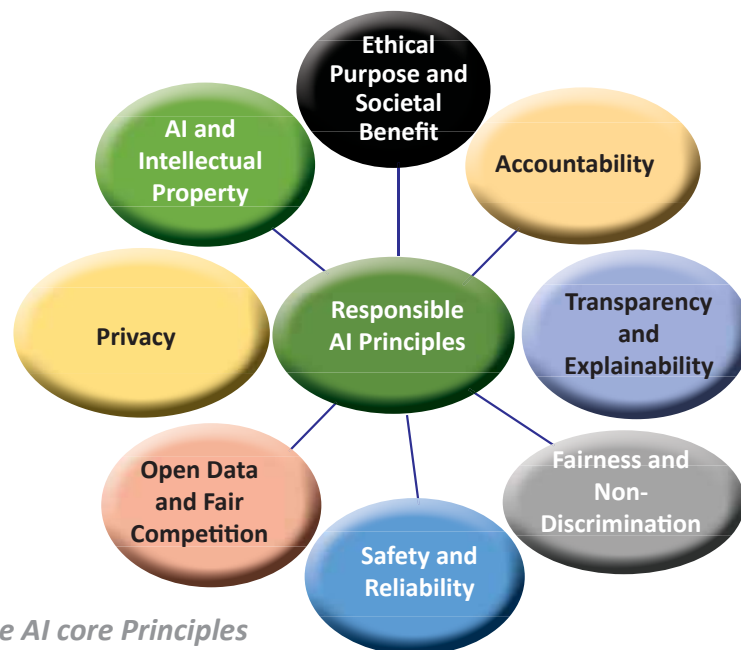 Ethical
Purpose and
Societal
Benefit
AI and
Intellectual
Property
Accountability
Responsible
AI Principles
Transparency
and
Explainability
Privacy
Open Data
and Fair
Competition
Fairness and
Non-
Discrimination
Safety and
Reliability
AI core Principles